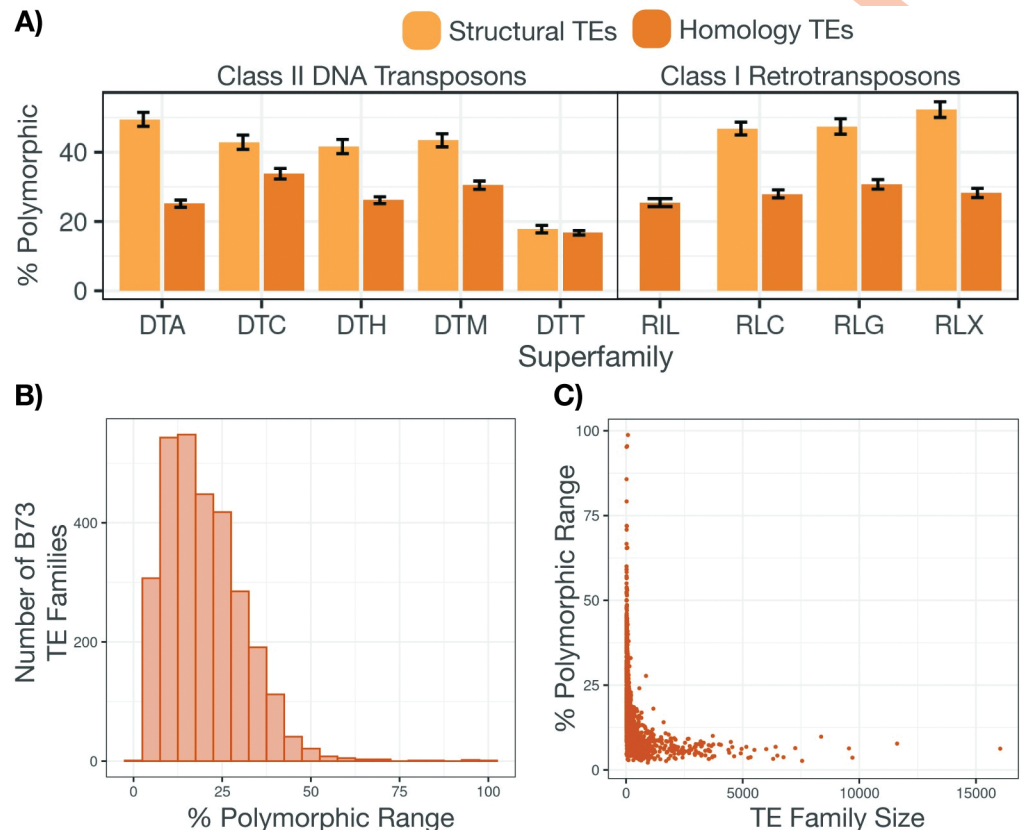 A)
Structural TEs Homology TEs
Class II DNA Transposons Class I Retrotransposons
% Polymorphic
40
20
0
DTA DTC DTH DTM DTT RIL RLC RLG RLX
Superfamily
B)
Number of B73
TE Families
400
200
0
0 25 50 75 100
% Polymorphic Range
C)
% Polymorphic Range
100
75
50
25
0
0 5000 10000 15000
TE Family Size